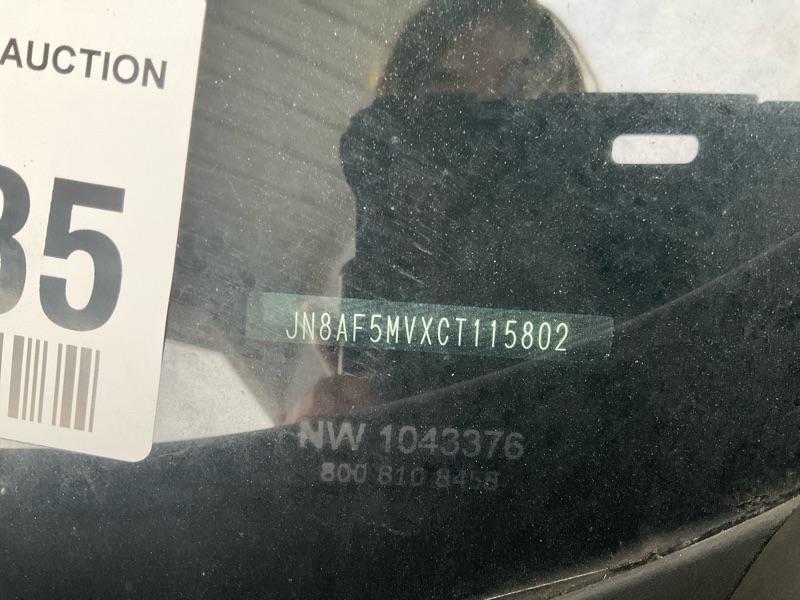 AUCTION
35
JN8AF5MVXCT115802
NW 1043376
800 810 8458